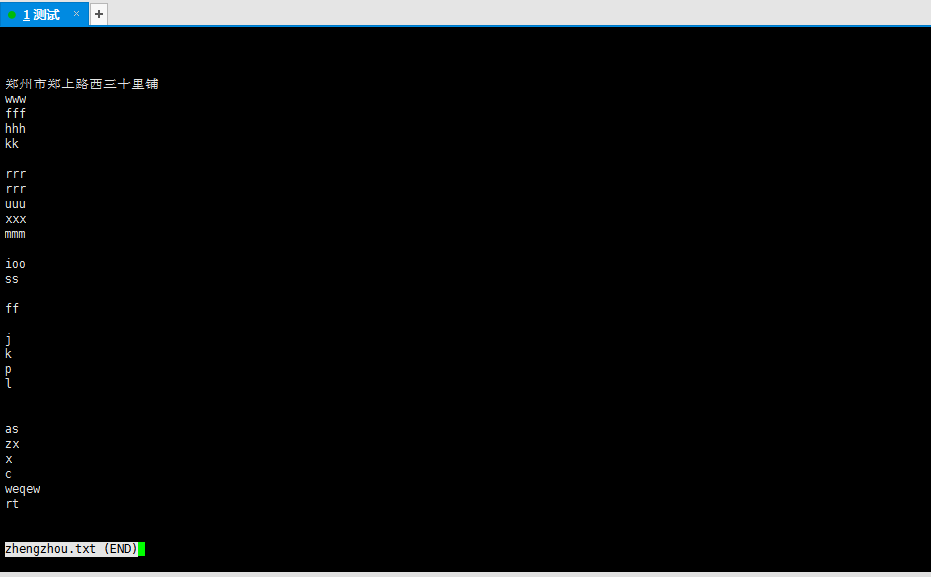 1 测试 × +
郑州市郑上路西三十里铺
www
fff
hhh
kk
rrr
rrr
uuu
xxx
mmm
ioo
ss
ff
j
k
p
l
as
zx
x
c
weqew
rt
zhengzhou.txt (END)